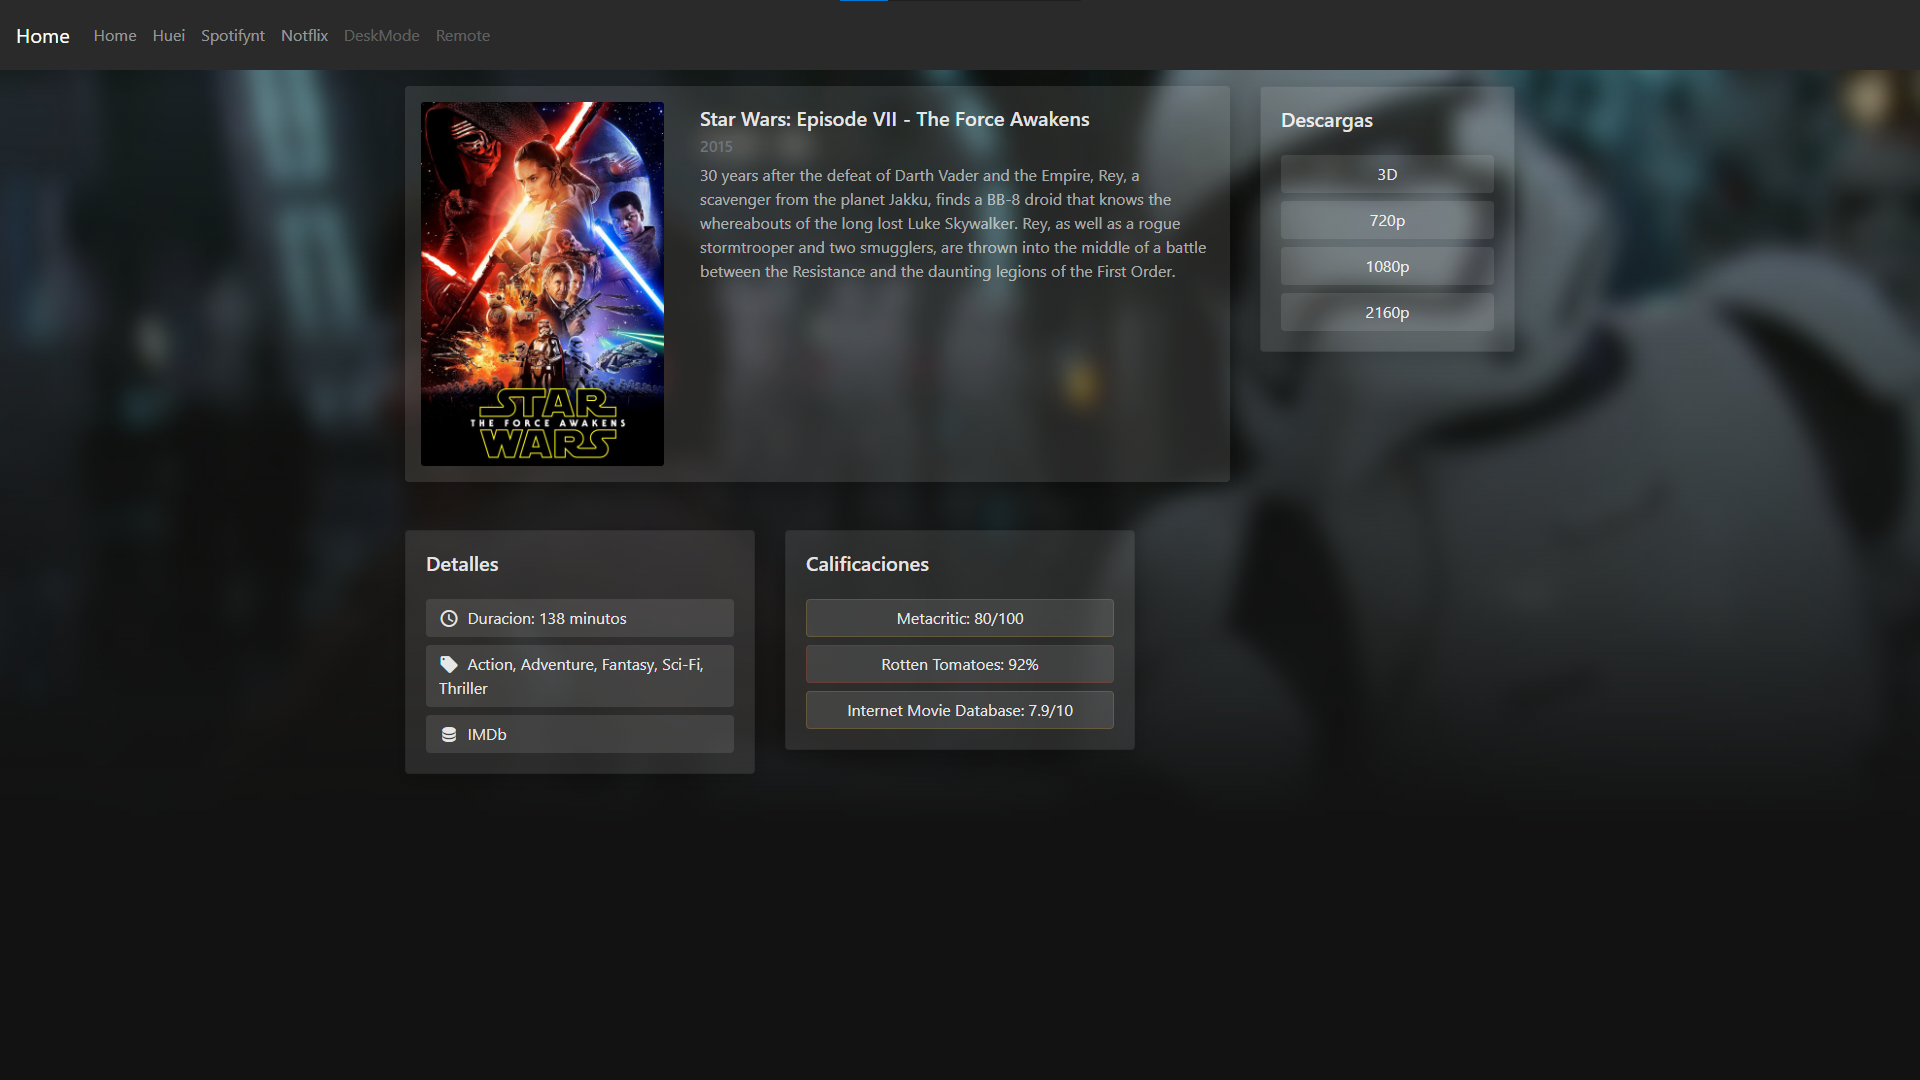 Home Home Huei Spotifynt Notflix DeskMode Remote
Star Wars: Episode VII - The Force Awakens
2015
30 years after the defeat of Darth Vader and the Empire, Rey, a
scavenger from the planet Jakku, finds a BB-8 droid that knows the
whereabouts of the long lost Luke Skywalker. Rey, as well as a rogue
stormtrooper and two smugglers, are thrown into the middle of a battle
between the Resistance and the daunting legions of the First Order.
STAR
THE FORCE AWAKENS
WARS
Descargas
3D
720p
1080p
2160p
Detalles
Duracion: 138 minutos
Action, Adventure, Fantasy, Sci-Fi,
Thriller
IMDb
Calificaciones
Metacritic: 80/100
Rotten Tomatoes: 92%
Internet Movie Database: 7.9/10